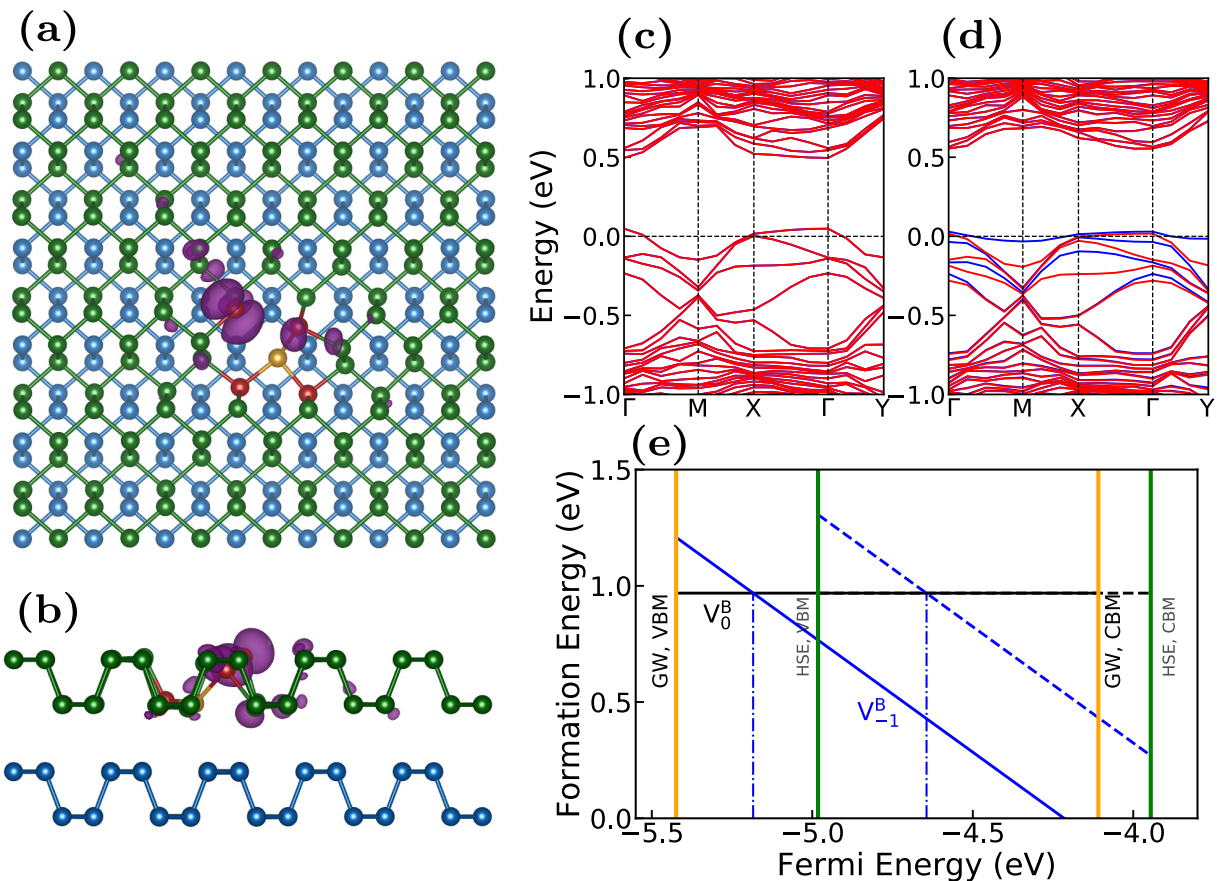 (a)
(b)
(c)
(d)
Energy (eV)
1.0
0.5
0.0
−0.5
−1.0
Γ M X Γ Y
1.0
0.5
0.0
−0.5
−1.0
Γ M X Γ Y
(e)
Formation Energy (eV)
1.5
1.0
0.5
0.0
GW, VBM
V₀ᴮ
HSE, VBM
V₋₁ᴮ
GW, CBM
HSE, CBM
−5.5 −5.0 −4.5 −4.0
Fermi Energy (eV)